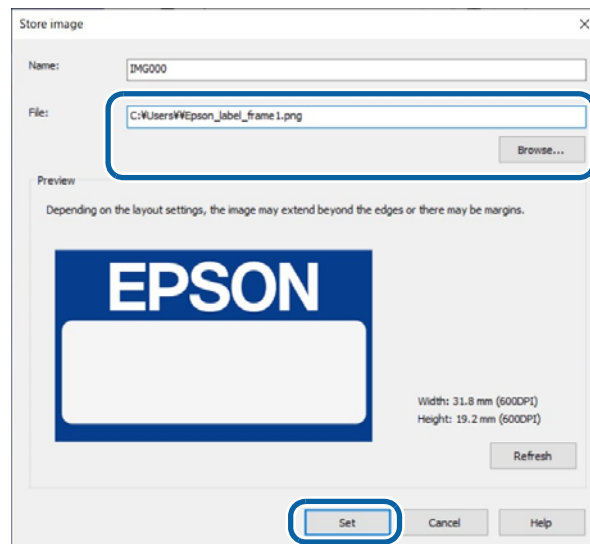 Store image
Name:
IMG000
File:
C:¥Users¥¥Epson_label_frame1.png
Browse...
Preview
Depending on the layout settings, the image may extend beyond the edges or there may be margins.
EPSON
Width: 31.8 mm (600DPI)
Height: 19.2 mm (600DPI)
Refresh
Set
Cancel
Help